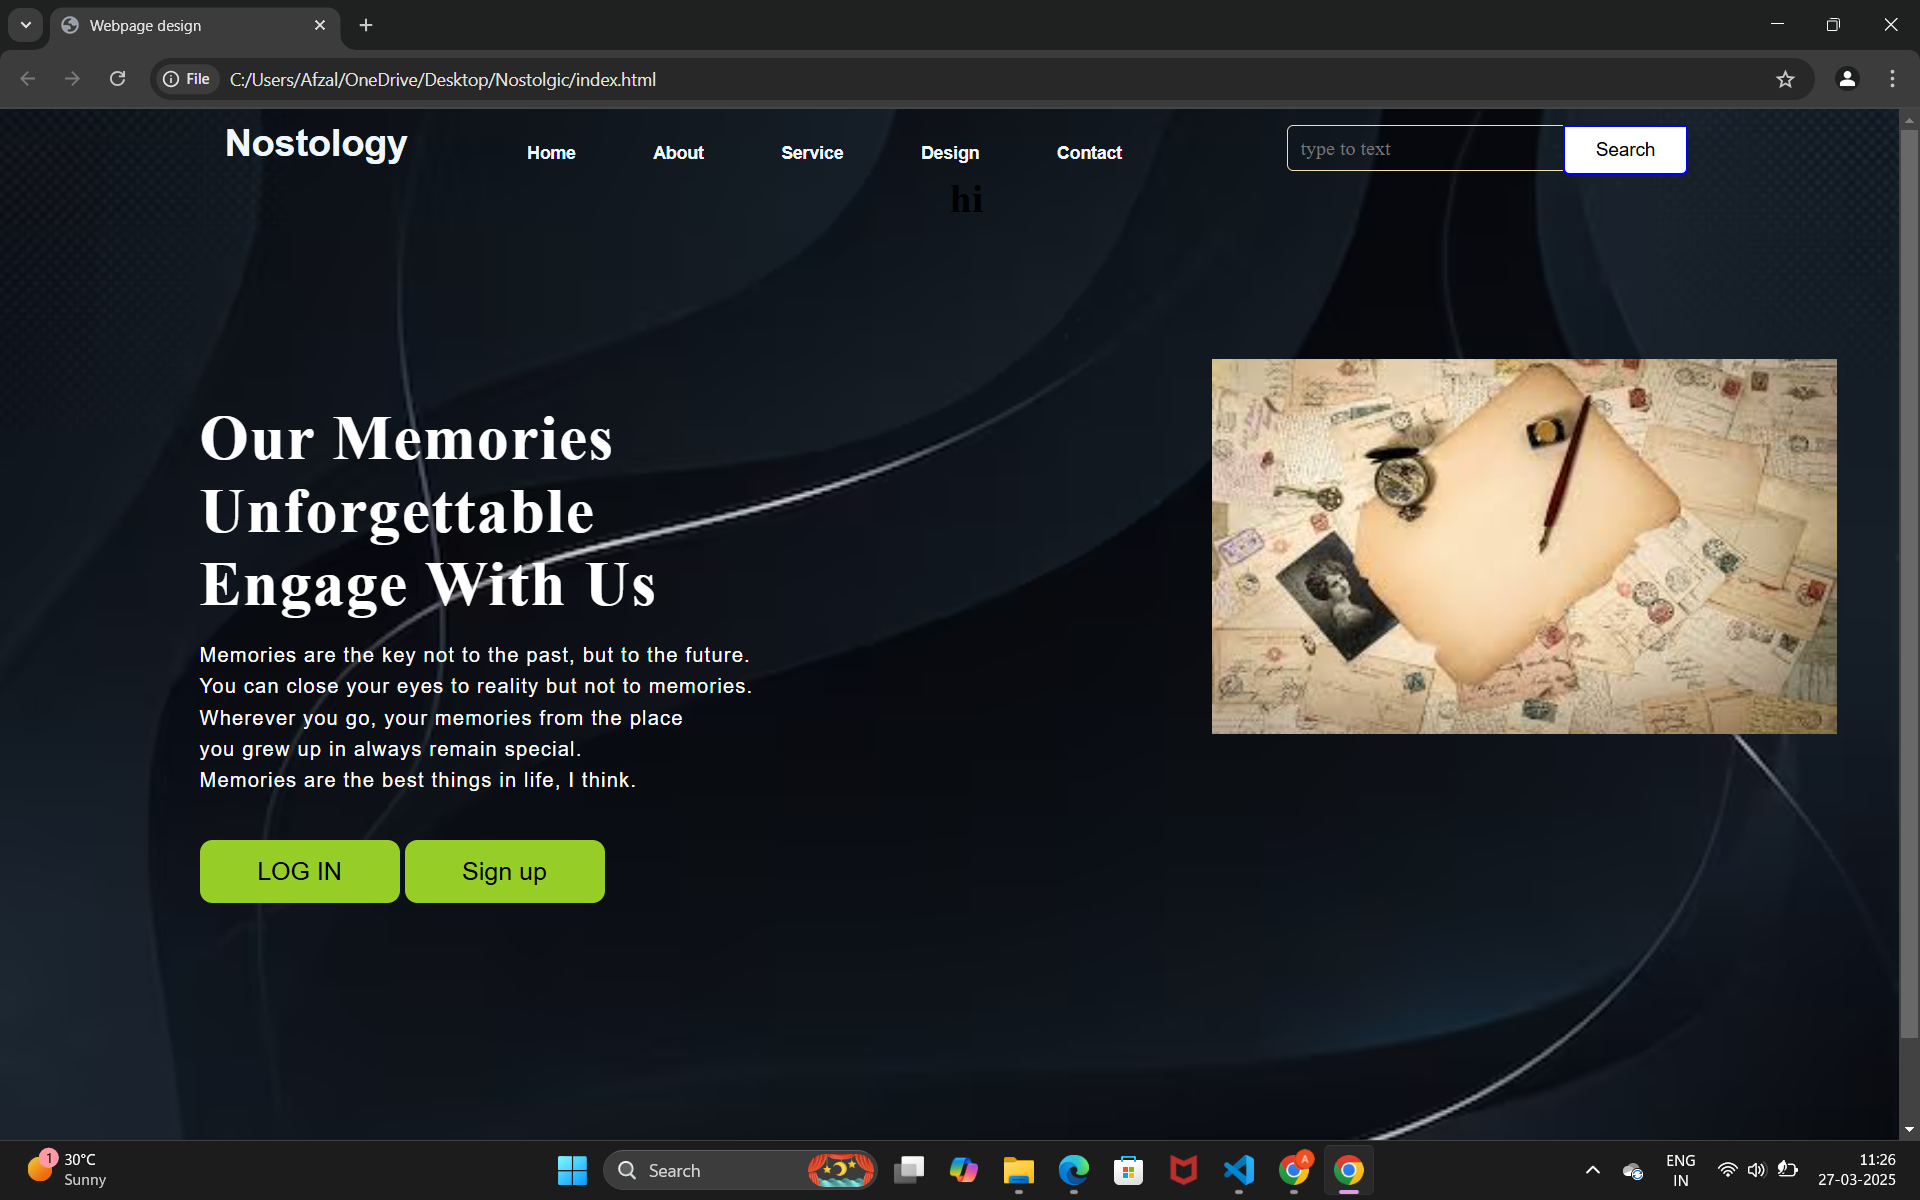 Webpage design
File
C:/Users/Afzal/OneDrive/Desktop/Nostolgic/index.html
Nostology
Home
About
Service
Design
Contact
type to text
Search
hi
Our Memories
Unforgettable
Engage With Us
Memories are the key not to the past, but to the future.
You can close your eyes to reality but not to memories.
Wherever you go, your memories from the place
you grew up in always remain special.
Memories are the best things in life, I think.
LOG IN
Sign up
1
30°C
Sunny
Search
A
ENG
IN
11:26
27-03-2025